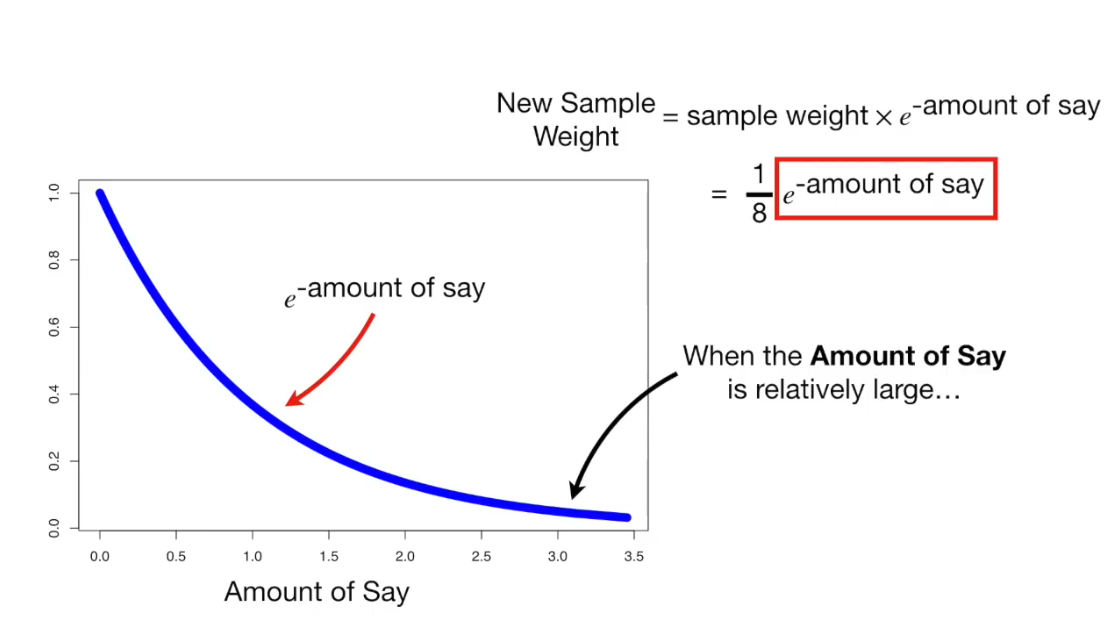 New Sample
Weight
= sample weight × e^-amount of say
= 1/8 e^-amount of say
e^-amount of say
When the Amount of Say
is relatively large…
1.0
0.8
0.6
0.4
0.2
0.0
0.0 0.5 1.0 1.5 2.0 2.5 3.0 3.5
Amount of Say